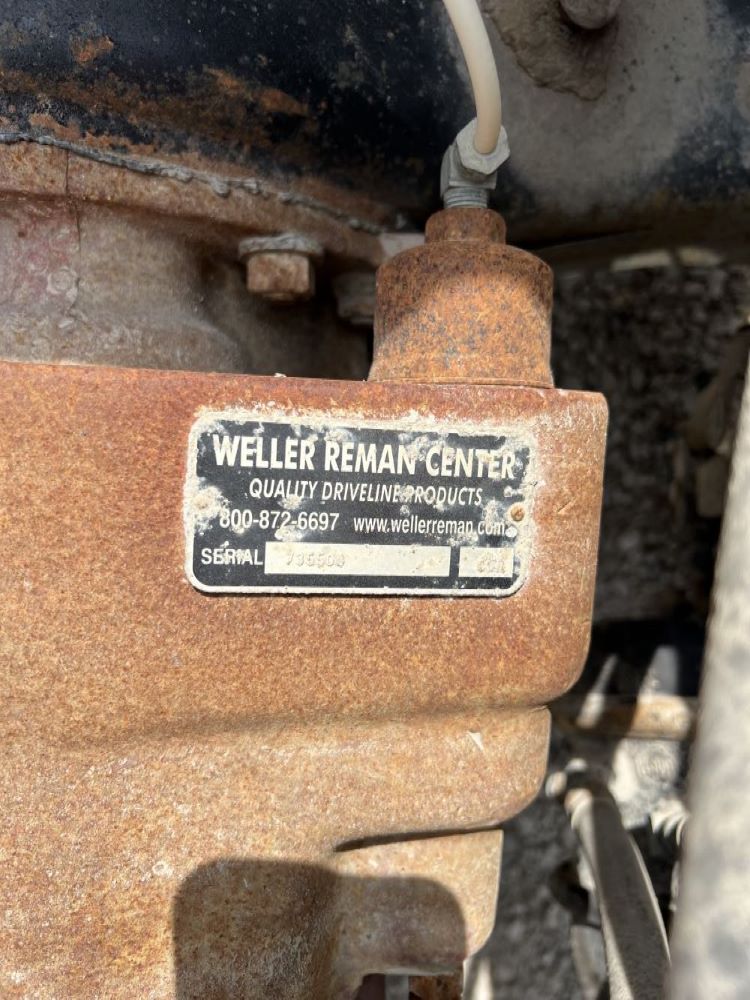 WELLER REMAN CENTER
QUALITY DRIVELINE PRODUCTS
800-872-6697 www.wellerreman.com
SERIAL